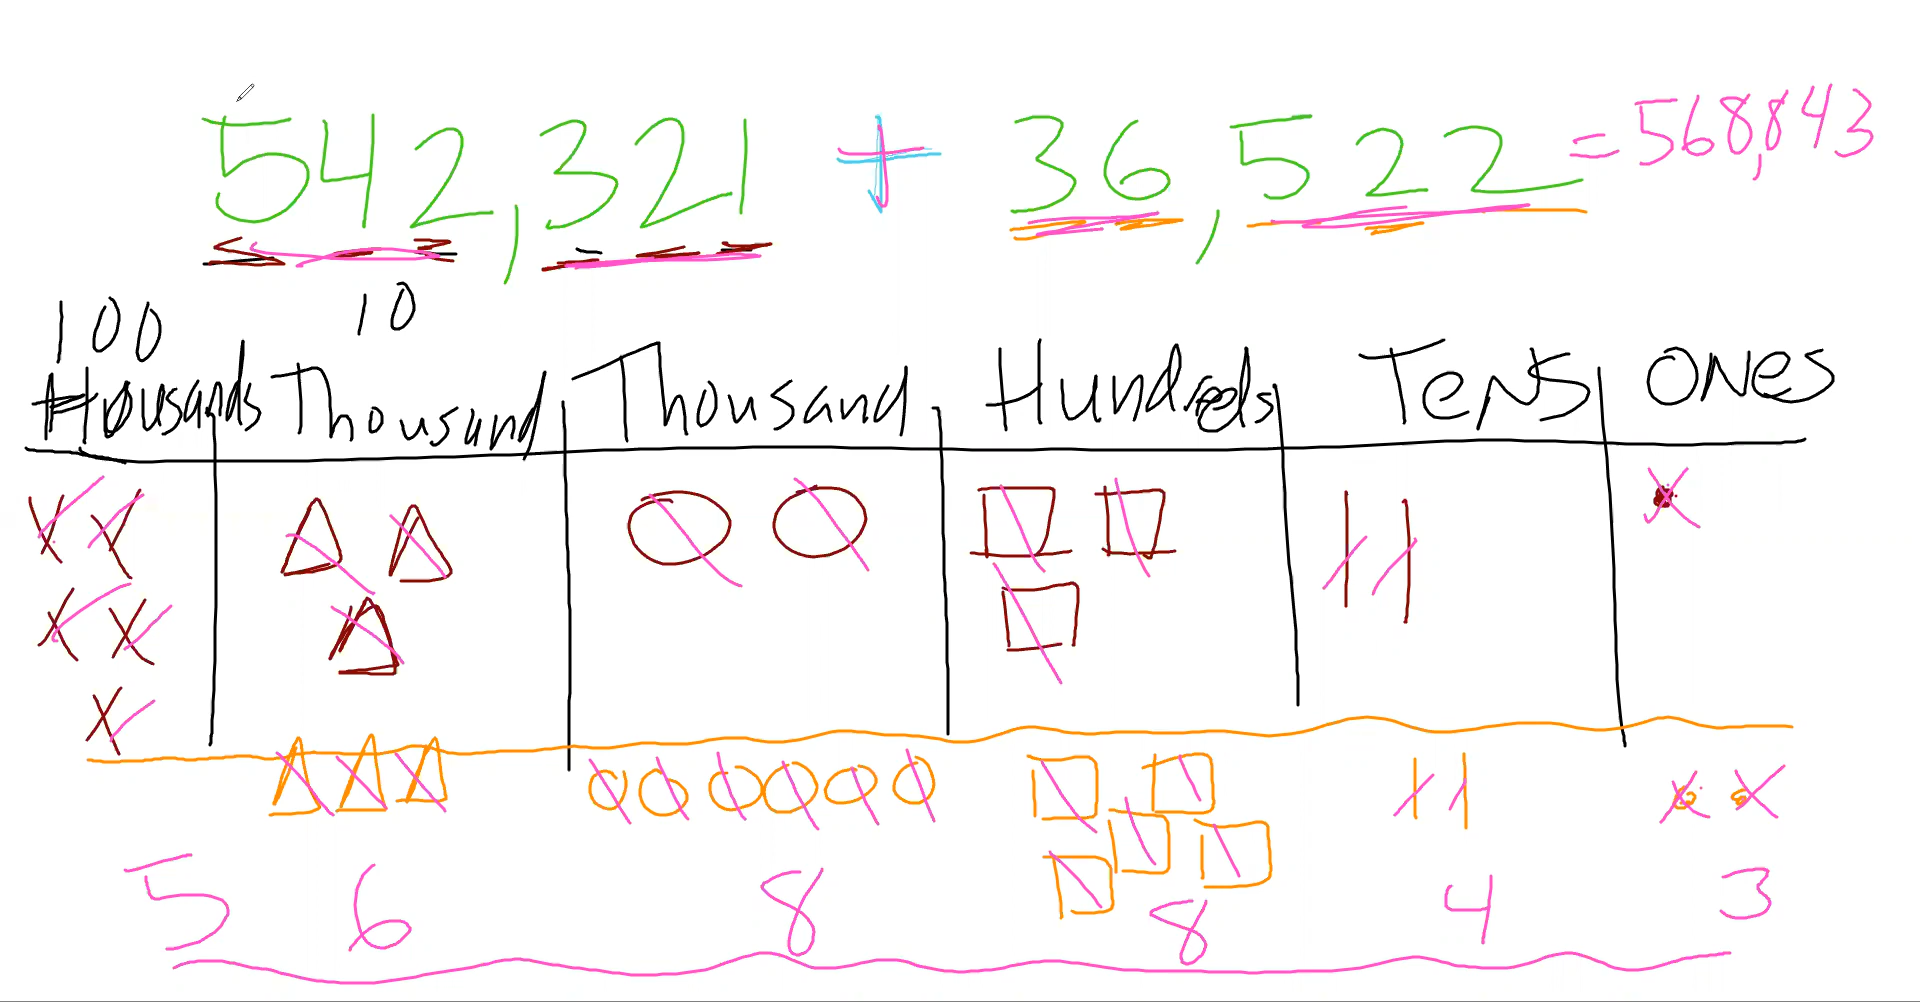 542,321 + 36,522 = 568,843
100 10
Housands Thousand Thousand Hundreds Tens Ones
5 6 8 8 4 3